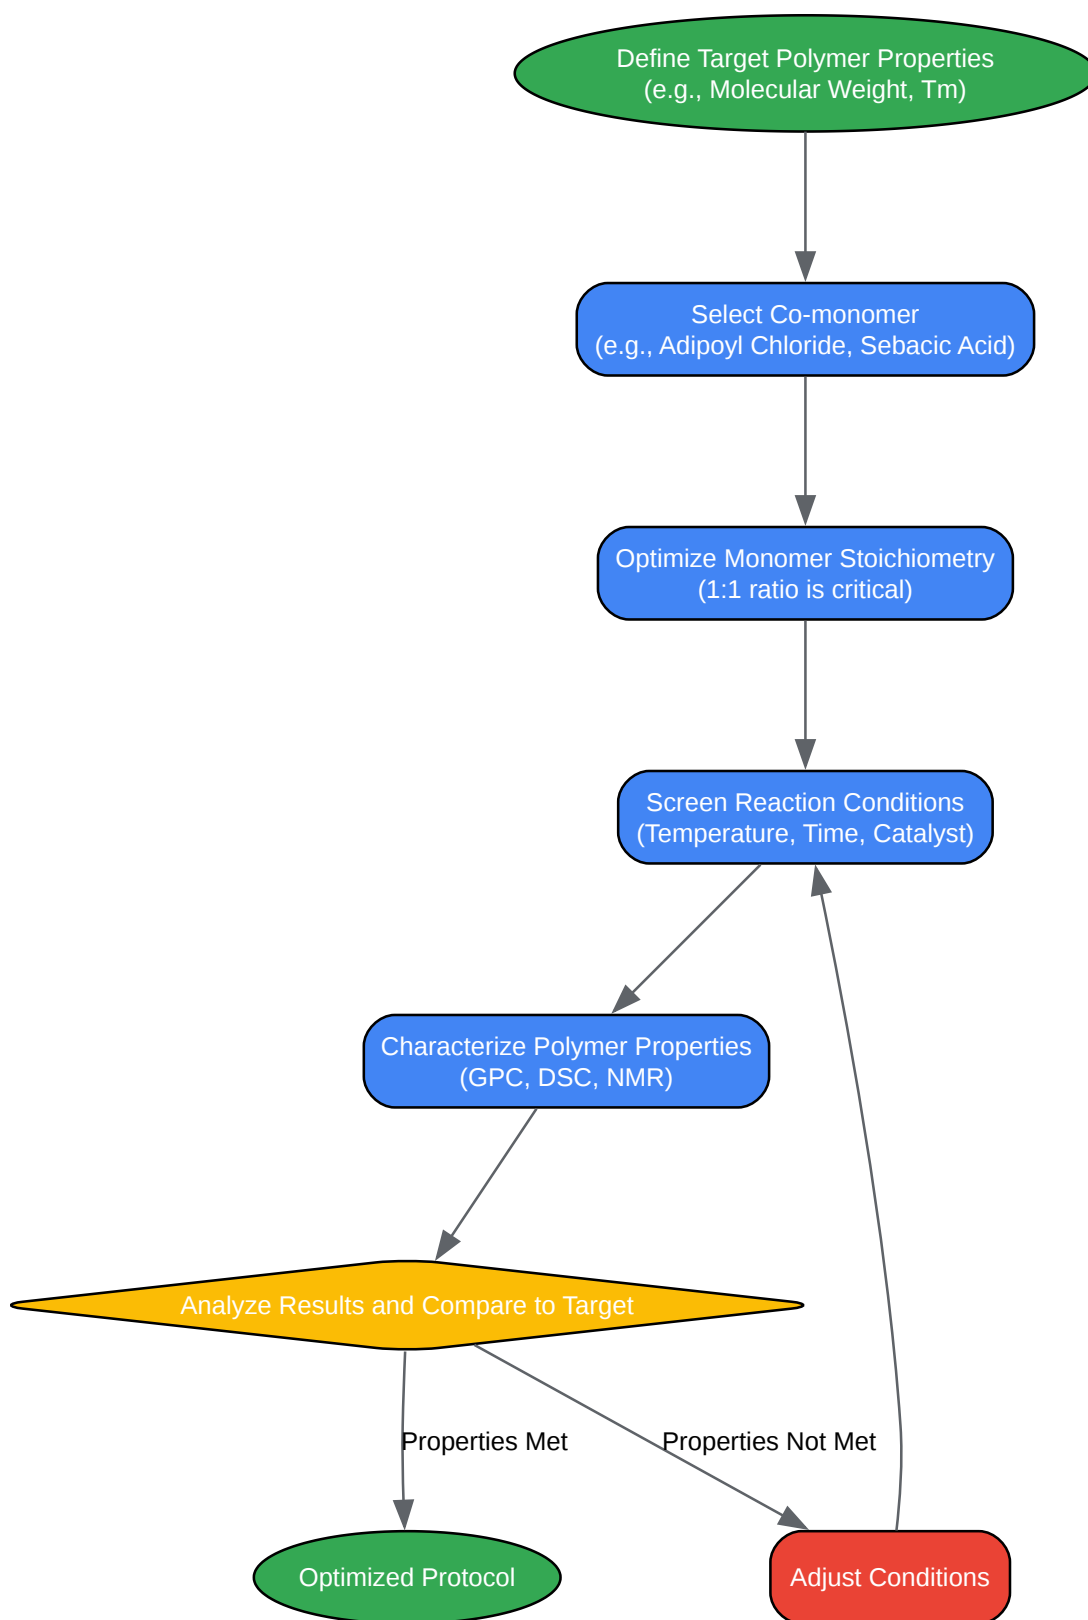 Define Target Polymer Properties
(e.g., Molecular Weight, Tm)
Select Co-monomer
(e.g., Adipoyl Chloride, Sebacic Acid)
Optimize Monomer Stoichiometry
(1:1 ratio is critical)
Screen Reaction Conditions
(Temperature, Time, Catalyst)
Characterize Polymer Properties
(GPC, DSC, NMR)
Analyze Results and Compare to Target
Properties Met
Properties Not Met
Optimized Protocol
Adjust Conditions